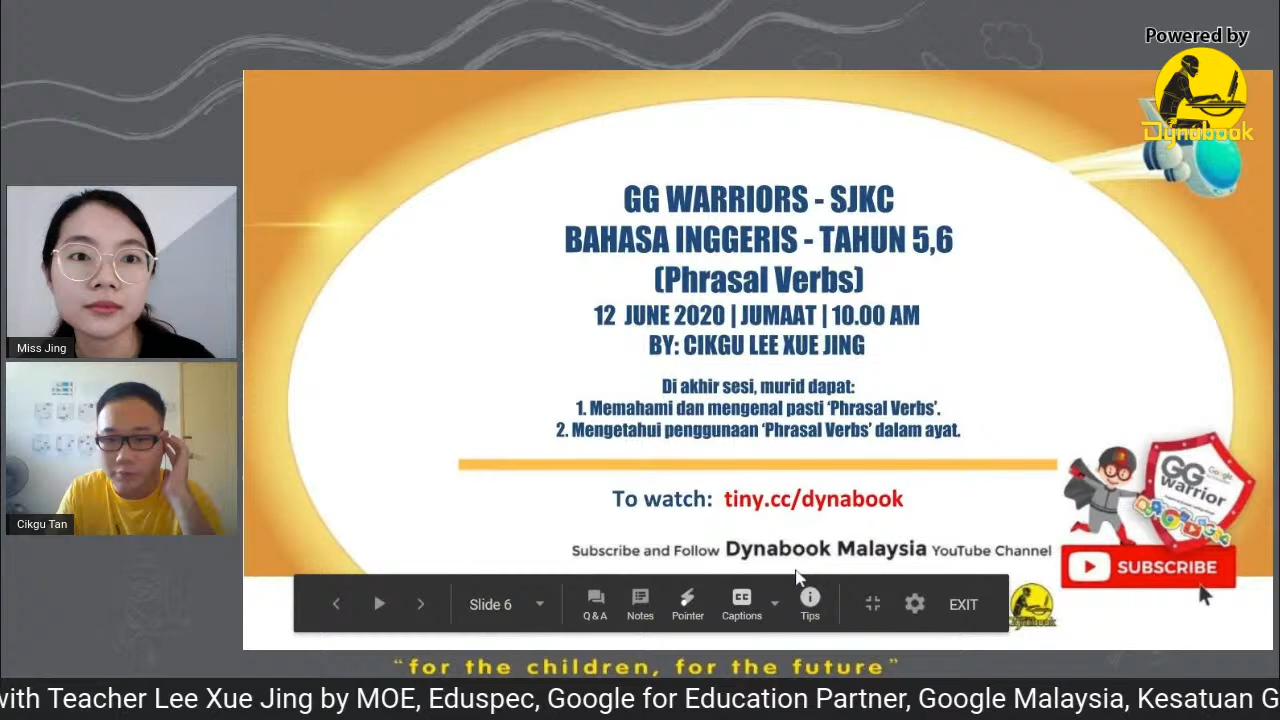 Powered by
Dynabook
GG WARRIORS - SJKC
BAHASA INGGERIS - TAHUN 5,6
(Phrasal Verbs)
12 JUNE 2020 | JUMAAT | 10.00 AM
BY: CIKGU LEE XUE JING
Di akhir sesi, murid dapat:
1. Memahami dan mengenal pasti ‘Phrasal Verbs’.
2. Mengetahui penggunaan ‘Phrasal Verbs’ dalam ayat.
To watch: tiny.cc/dynabook
Subscribe and Follow Dynabook Malaysia YouTube Channel
GG Google
warrior
SUBSCRIBE
Miss Jing
Cikgu Tan
Slide 6
Q & A
Notes
Pointer
CC
Captions
Tips
EXIT
Dynabook
“for the children, for the future”
with Teacher Lee Xue Jing by MOE, Eduspec, Google for Education Partner, Google Malaysia, Kesatuan G